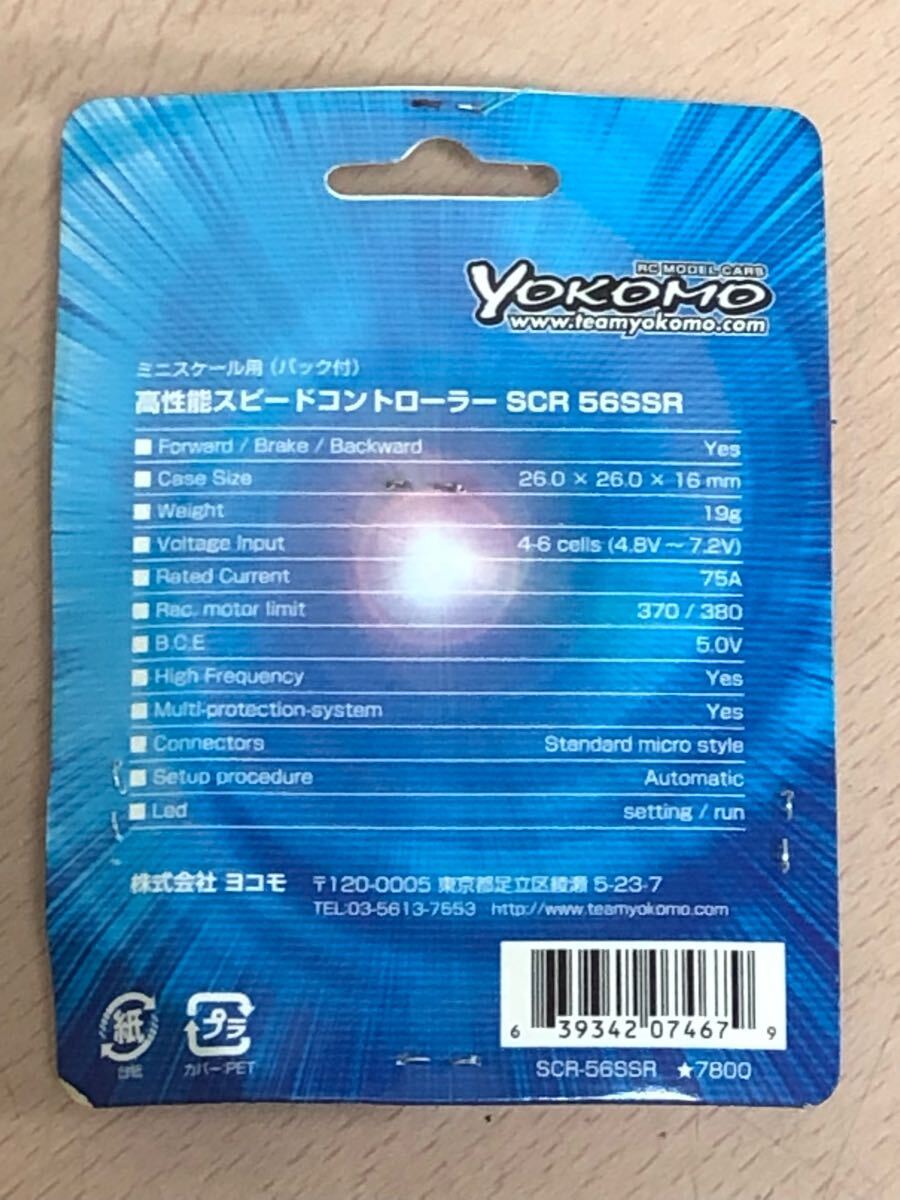 RC MODEL CARS
YOKOMO
www.teamyokomo.com
ミニスケール用（バック付）
高性能スピードコントローラー SCR 56SSR
Forward / Brake / Backward Yes
Case Size 26.0 × 26.0 × 16 mm
Weight 19g
Voltage Input 4-6 cells (4.8V～7.2V)
Rated Current 75A
Rec. motor limit 370 / 380
B.C.E 5.0V
High Frequency Yes
Multi-protection-system Yes
Connectors Standard micro style
Setup procedure Automatic
Led setting / run
株式会社 ヨコモ 〒120-0005 東京都足立区綾瀬 5-23-7
TEL:03-5613-7553 http://www.teamyokomo.com
6 39342 07467 9
SCR-56SSR ★7800
紙
台紙
プラ
カバー:PET